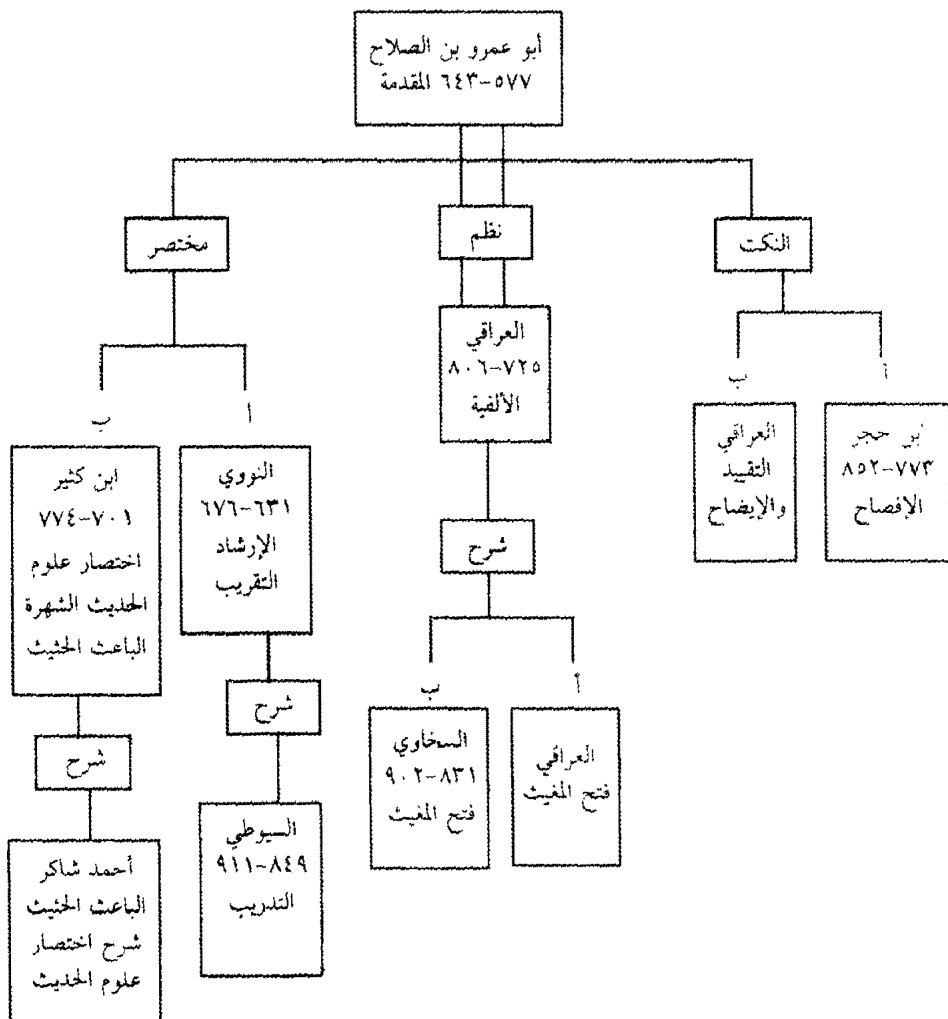 أبو عمرو بن الصلاح
٥٧٧-٦٤٣ المقدمة
النكت
نظم
مختصر
أ
ابن حجر
٧٧٣-٨٥٢
الإفصاح
ب
العراقي
التقييد
والإيضاح
العراقي
٧٢٥-٨٠٦
الألفية
شرح
أ
العراقي
فتح المغيث
ب
السخاوي
٨٣١-٩٠٢
فتح المغيث
أ
النووي
٦٣١-٦٧٦
الإرشاد
التقريب
شرح
السيوطي
٨٤٩-٩١١
التدريب
ب
ابن كثير
٧٠١-٧٧٤
اختصار علوم
الحديث الشهرة
الباعث الحثيث
شرح
أحمد شاكر
الباعث الحثيث
شرح اختصار
علوم الحديث